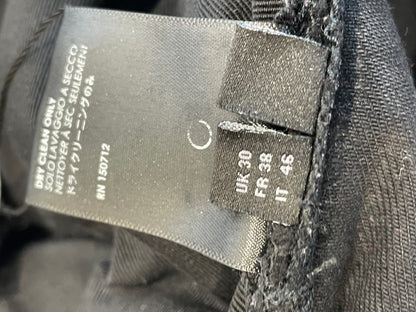 DRY CLEAN ONLY
SOLO LAVAGGIO A SECCO
NETTOYER À SEC SEULEMENT
ドライクリーニングのみ
RN 150712
UK 30
FR 38
IT 46